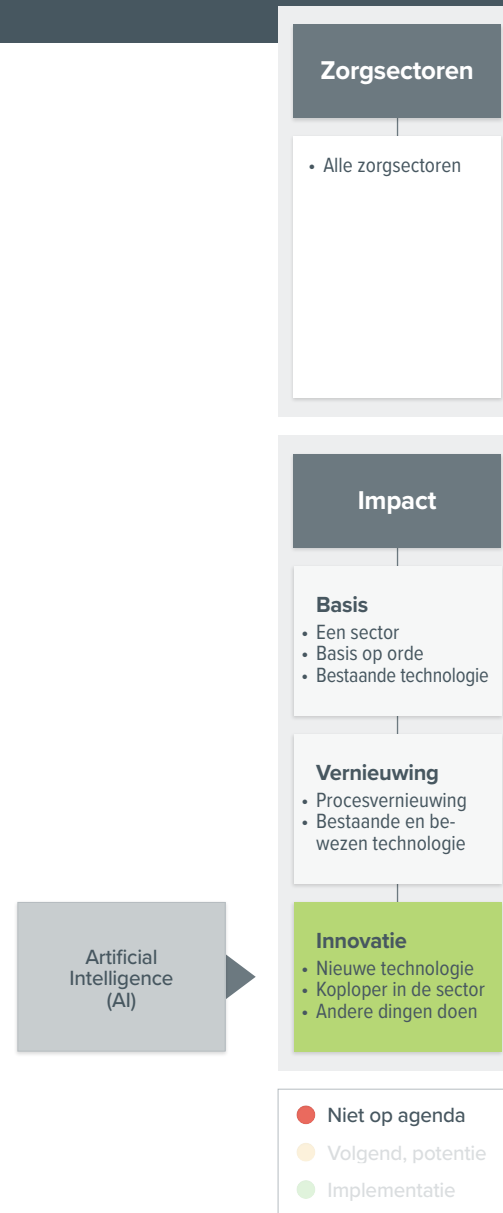 Zorgsectoren
• Alle zorgsectoren
Impact
Basis
• Een sector
• Basis op orde
• Bestaande technologie
Vernieuwing
• Procesvernieuwing
• Bestaande en be-
wezen technologie
Artificial
Intelligence
(AI)
Innovatie
• Nieuwe technologie
• Koploper in de sector
• Andere dingen doen
Niet op agenda
Volgend, potentie
Implementatie